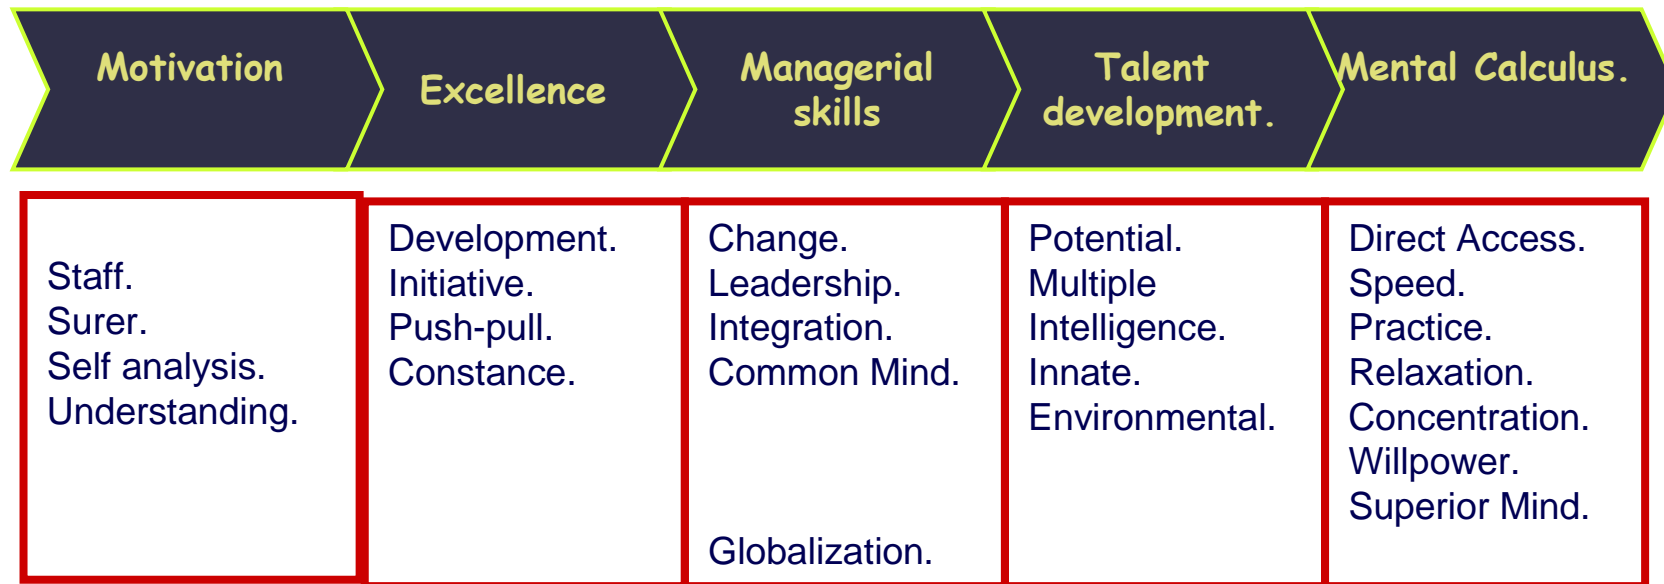 Motivation
Excellence
Managerial
skills
Talent
development.
Mental Calculus.
Staff.
Surer.
Self analysis.
Understanding.
Development.
Initiative.
Push-pull.
Constance.
Change.
Leadership.
Integration.
Common Mind.
Globalization.
Potential.
Multiple
Intelligence.
Innate.
Environmental.
Direct Access.
Speed.
Practice.
Relaxation.
Concentration.
Willpower.
Superior Mind.